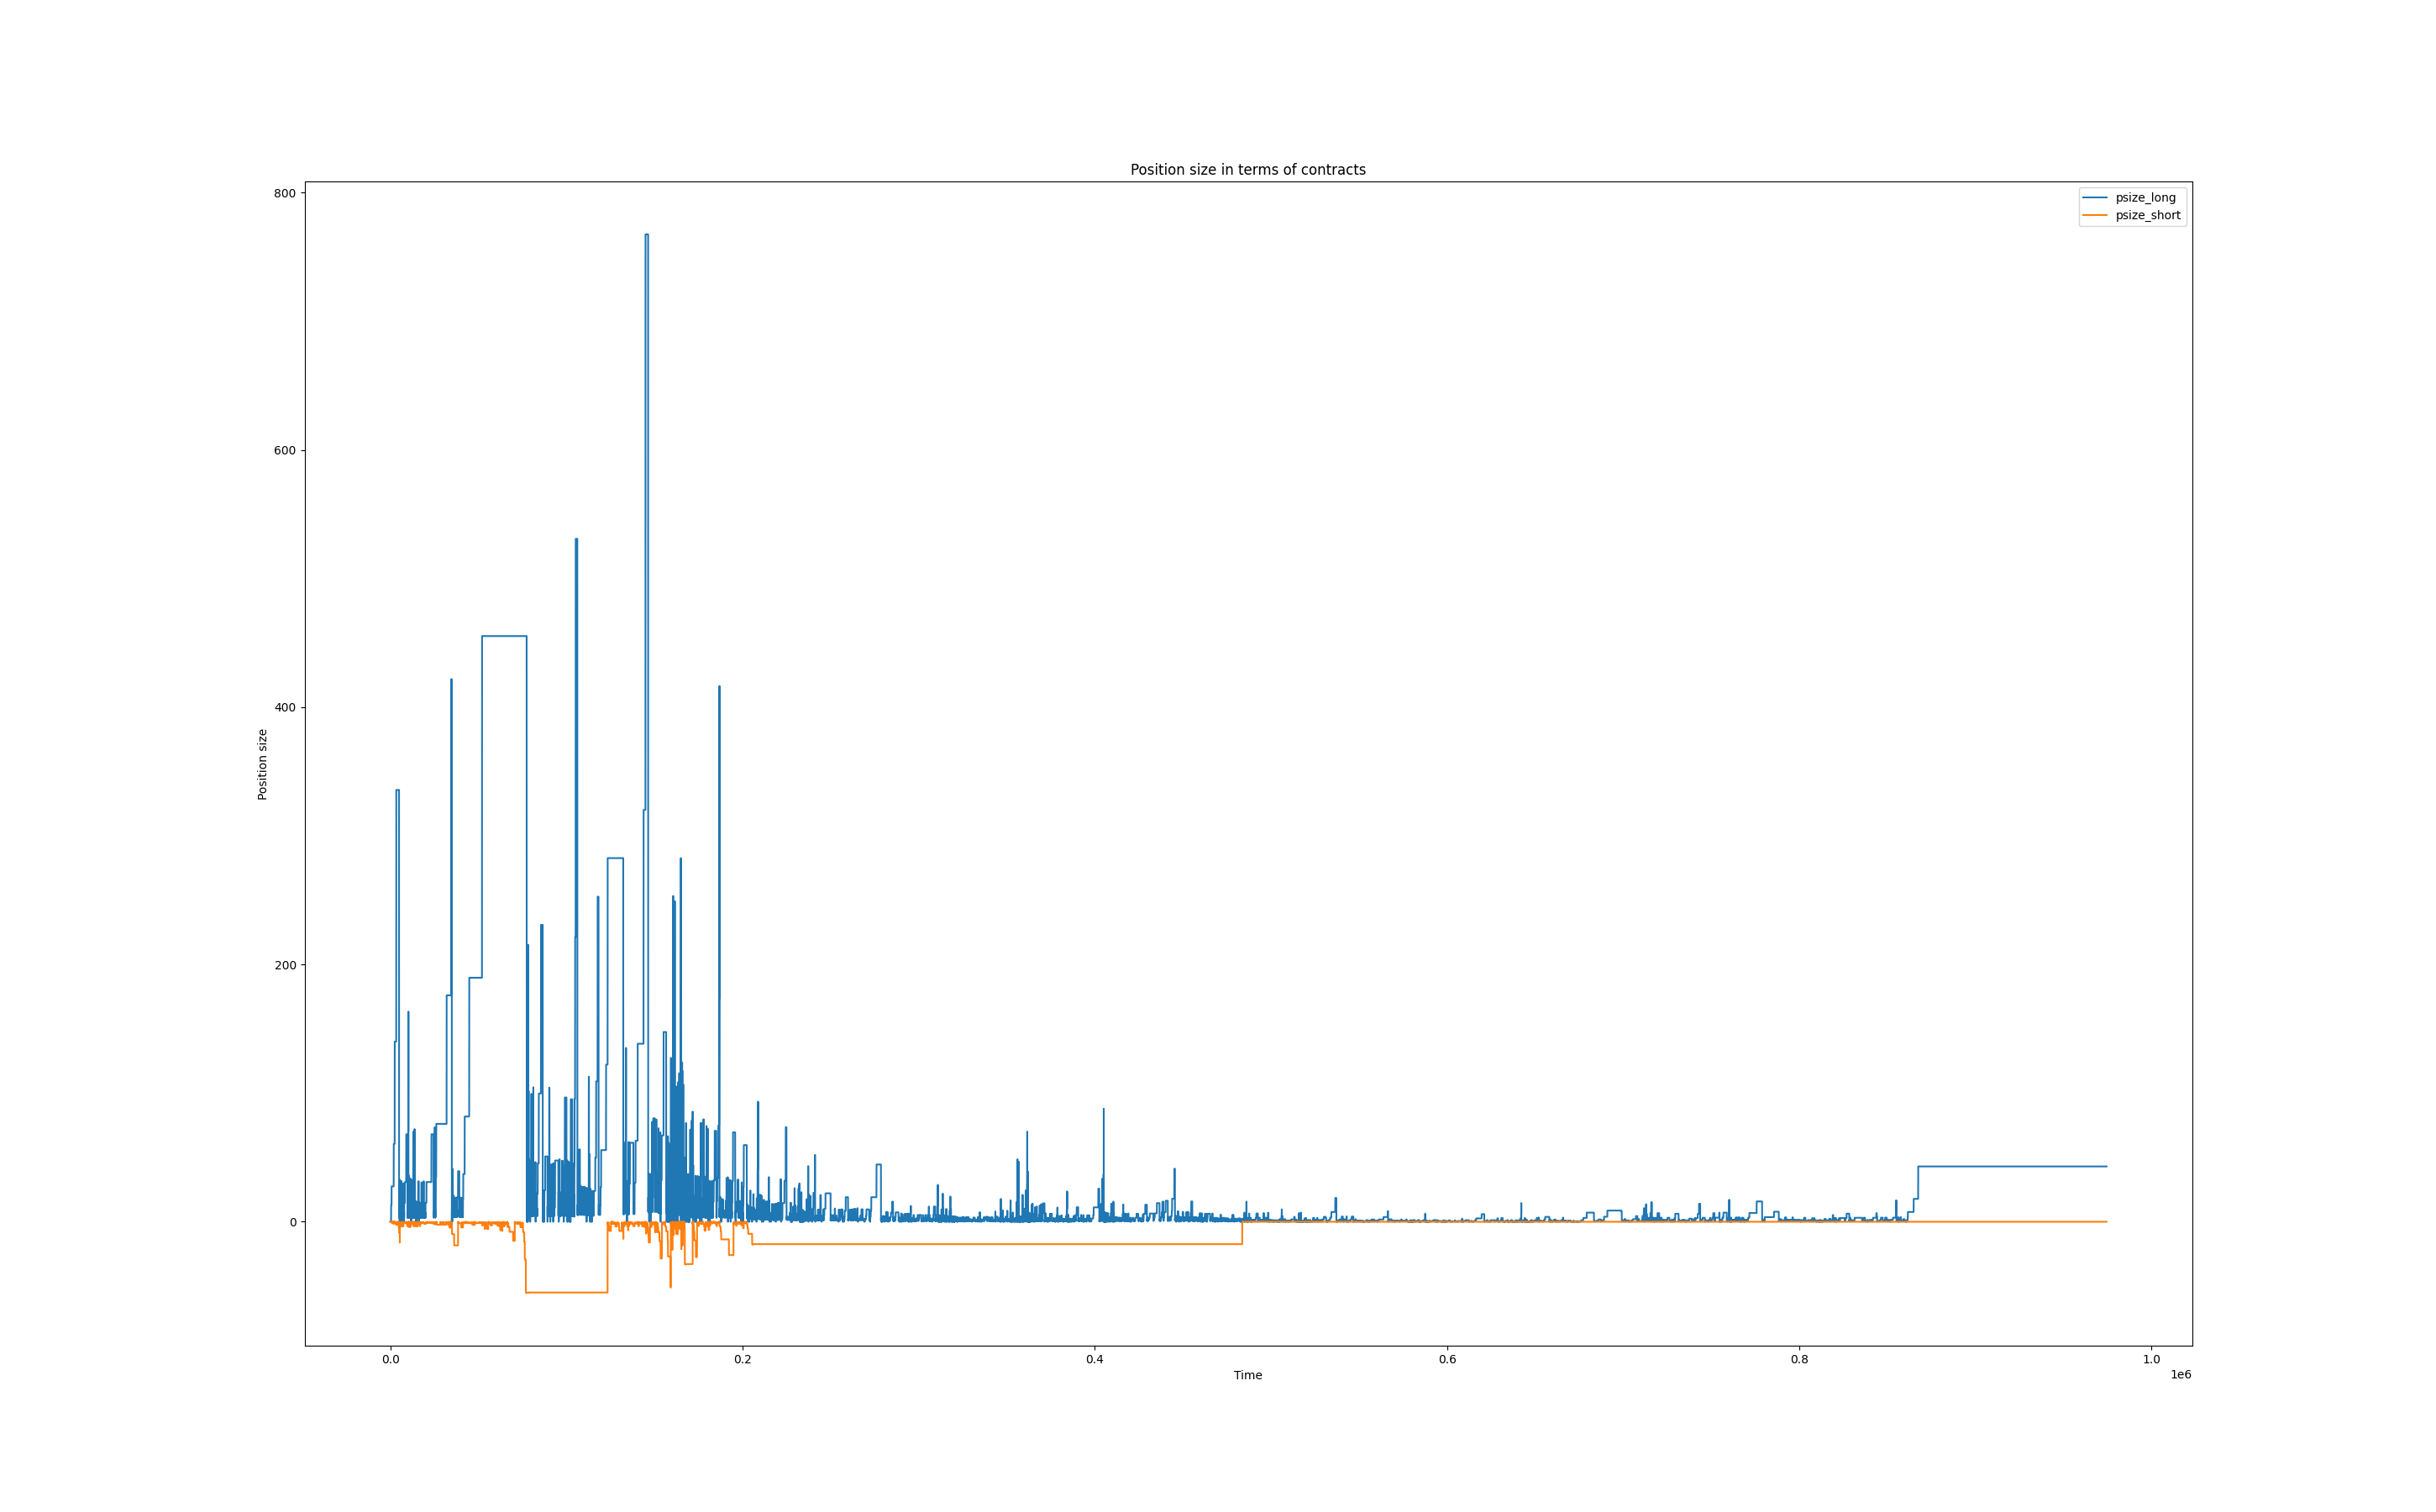 Position size in terms of contracts
psize_long
psize_short
800
600
400
200
0
Position size
0.0 0.2 0.4 0.6 0.8 1.0
1e6
Time